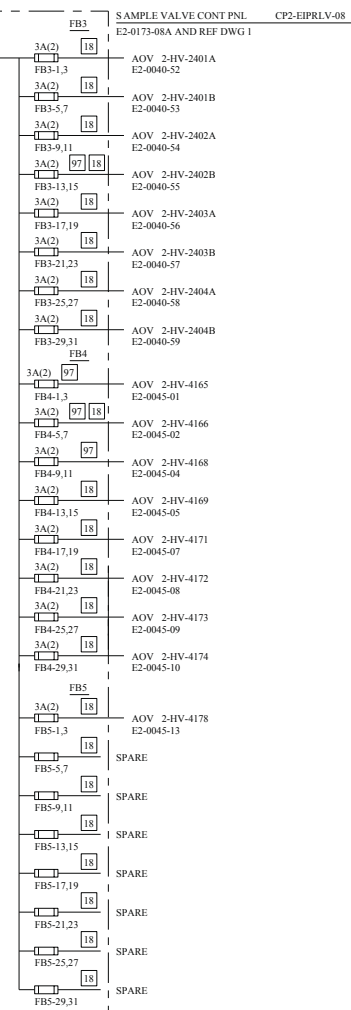 SAMPLE VALVE CONT PNL CP2-EIPRLV-08
E2-0173-08A AND REF DWG 1
FB3
3A(2) 18
FB3-1,3
AOV 2-HV-2401A
E2-0040-52
3A(2) 18
FB3-5,7
AOV 2-HV-2401B
E2-0040-53
3A(2) 18
FB3-9,11
AOV 2-HV-2402A
E2-0040-54
3A(2) 97 18
FB3-13,15
AOV 2-HV-2402B
E2-0040-55
3A(2) 18
FB3-17,19
AOV 2-HV-2403A
E2-0040-56
3A(2) 18
FB3-21,23
AOV 2-HV-2403B
E2-0040-57
3A(2) 18
FB3-25,27
AOV 2-HV-2404A
E2-0040-58
3A(2) 18
FB3-29,31
AOV 2-HV-2404B
E2-0040-59
FB4
3A(2) 97
FB4-1,3
AOV 2-HV-4165
E2-0045-01
3A(2) 97 18
FB4-5,7
AOV 2-HV-4166
E2-0045-02
3A(2) 97
FB4-9,11
AOV 2-HV-4168
E2-0045-04
3A(2) 18
FB4-13,15
AOV 2-HV-4169
E2-0045-05
3A(2) 18
FB4-17,19
AOV 2-HV-4171
E2-0045-07
3A(2) 18
FB4-21,23
AOV 2-HV-4172
E2-0045-08
3A(2) 18
FB4-25,27
AOV 2-HV-4173
E2-0045-09
3A(2) 18
FB4-29,31
AOV 2-HV-4174
E2-0045-10
FB5
3A(2) 18
FB5-1,3
AOV 2-HV-4178
E2-0045-13
18
FB5-5,7
SPARE
18
FB5-9,11
SPARE
18
FB5-13,15
SPARE
18
FB5-17,19
SPARE
18
FB5-21,23
SPARE
18
FB5-25,27
SPARE
18
FB5-29,31
SPARE